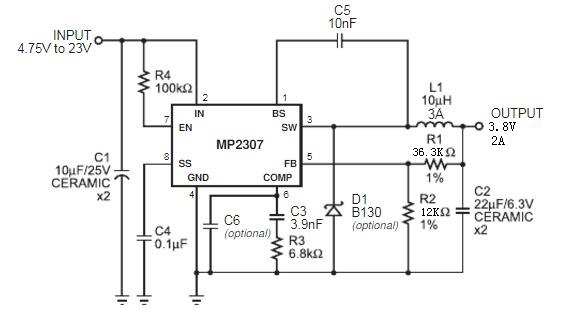 C5
10nF
INPUT
4.75V to 23V
R4
100kΩ
L1
10µH
3A
2
1
IN
BS
7
EN
SW
3
OUTPUT
3.8V
2A
MP2307
R1
36.3KΩ
1%
8
SS
FB
5
GND
COMP
4
6
C1
10µF/25V
CERAMIC
x2
C6
(optional)
C3
3.9nF
R3
6.8kΩ
D1
B130
(optional)
R2
12KΩ
1%
C2
22µF/6.3V
CERAMIC
x2
C4
0.1µF